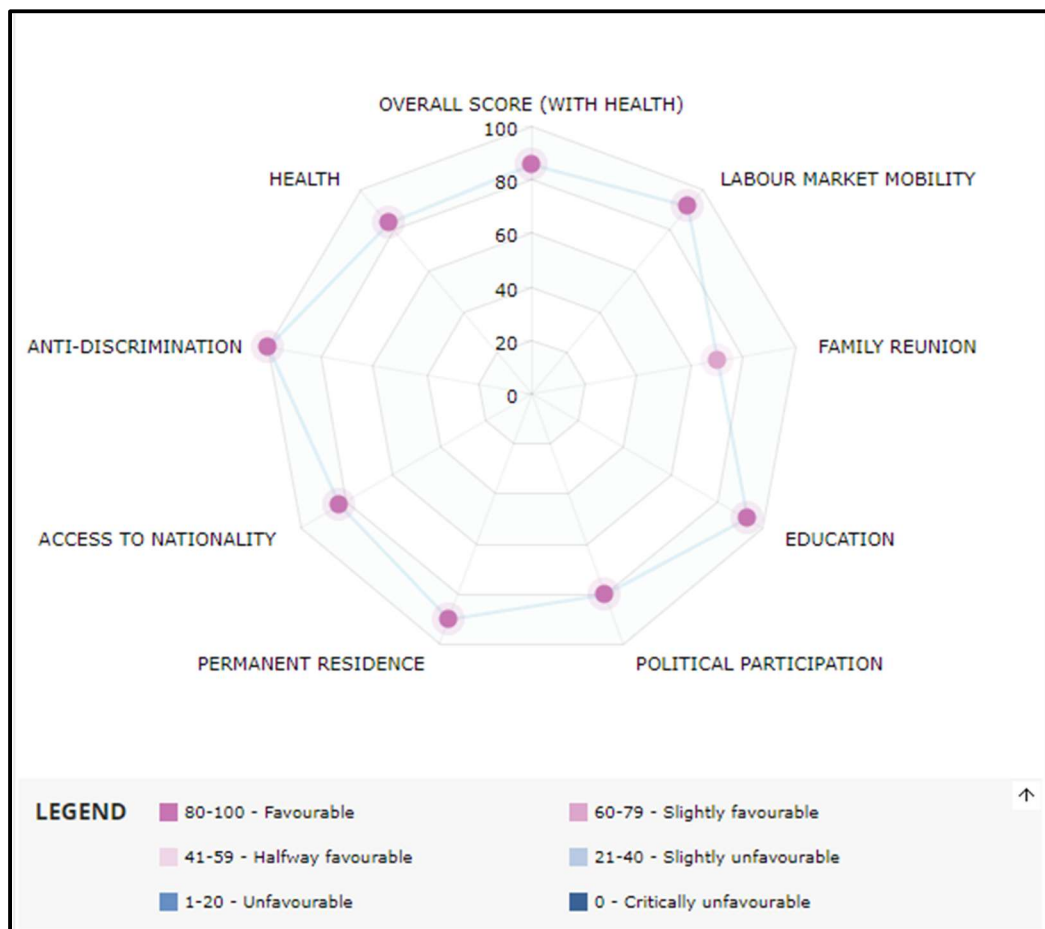 OVERALL SCORE (WITH HEALTH)
100
HEALTH
LABOUR MARKET MOBILITY
80
60
40
ANTI-DISCRIMINATION
FAMILY REUNION
20
0
ACCESS TO NATIONALITY
EDUCATION
PERMANENT RESIDENCE
POLITICAL PARTICIPATION
LEGEND
80-100 - Favourable
60-79 - Slightly favourable
41-59 - Halfway favourable
21-40 - Slightly unfavourable
1-20 - Unfavourable
0 - Critically unfavourable